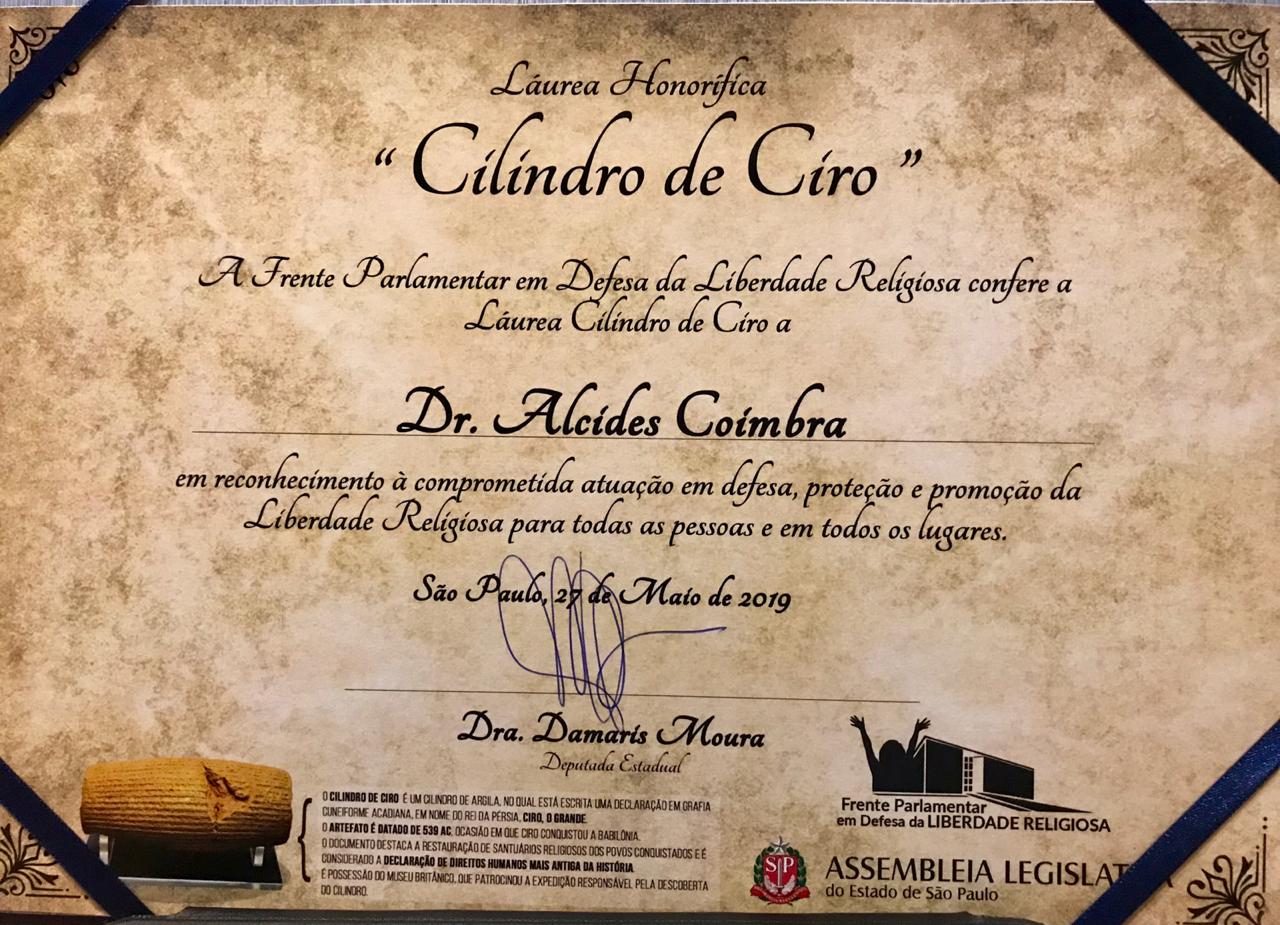 Láurea Honorífica
“ Cilindro de Ciro ”
A Frente Parlamentar em Defesa da Liberdade Religiosa confere a
Láurea Cilindro de Ciro a
Dr. Alcides Coimbra
em reconhecimento à comprometida atuação em defesa, proteção e promoção da
Liberdade Religiosa para todas as pessoas e em todos os lugares.
São Paulo, 27 de Maio de 2019
Dra. Damaris Moura
Deputada Estadual
O CILINDRO DE CIRO É UM CILINDRO DE ARGILA, NO QUAL ESTÁ ESCRITA UMA DECLARAÇÃO EM GRAFIA
CUNEIFORME ACADIANA, EM NOME DO REI DA PÉRSIA, CIRO, O GRANDE.
O ARTEFATO É DATADO DE 539 AC, OCASIÃO EM QUE CIRO CONQUISTOU A BABILÔNIA.
O DOCUMENTO DESTACA A RESTAURAÇÃO DE SANTUÁRIOS RELIGIOSOS DOS POVOS CONQUISTADOS E É
CONSIDERADO A DECLARAÇÃO DE DIREITOS HUMANOS MAIS ANTIGA DA HISTÓRIA.
É POSSESSÃO DO MUSEU BRITÂNICO, QUE PATROCINOU A EXPEDIÇÃO RESPONSÁVEL PELA DESCOBERTA
DO CILINDRO.
Frente Parlamentar
em Defesa da LIBERDADE RELIGIOSA
SP
ASSEMBLEIA LEGISLAT A
do Estado de São Paulo